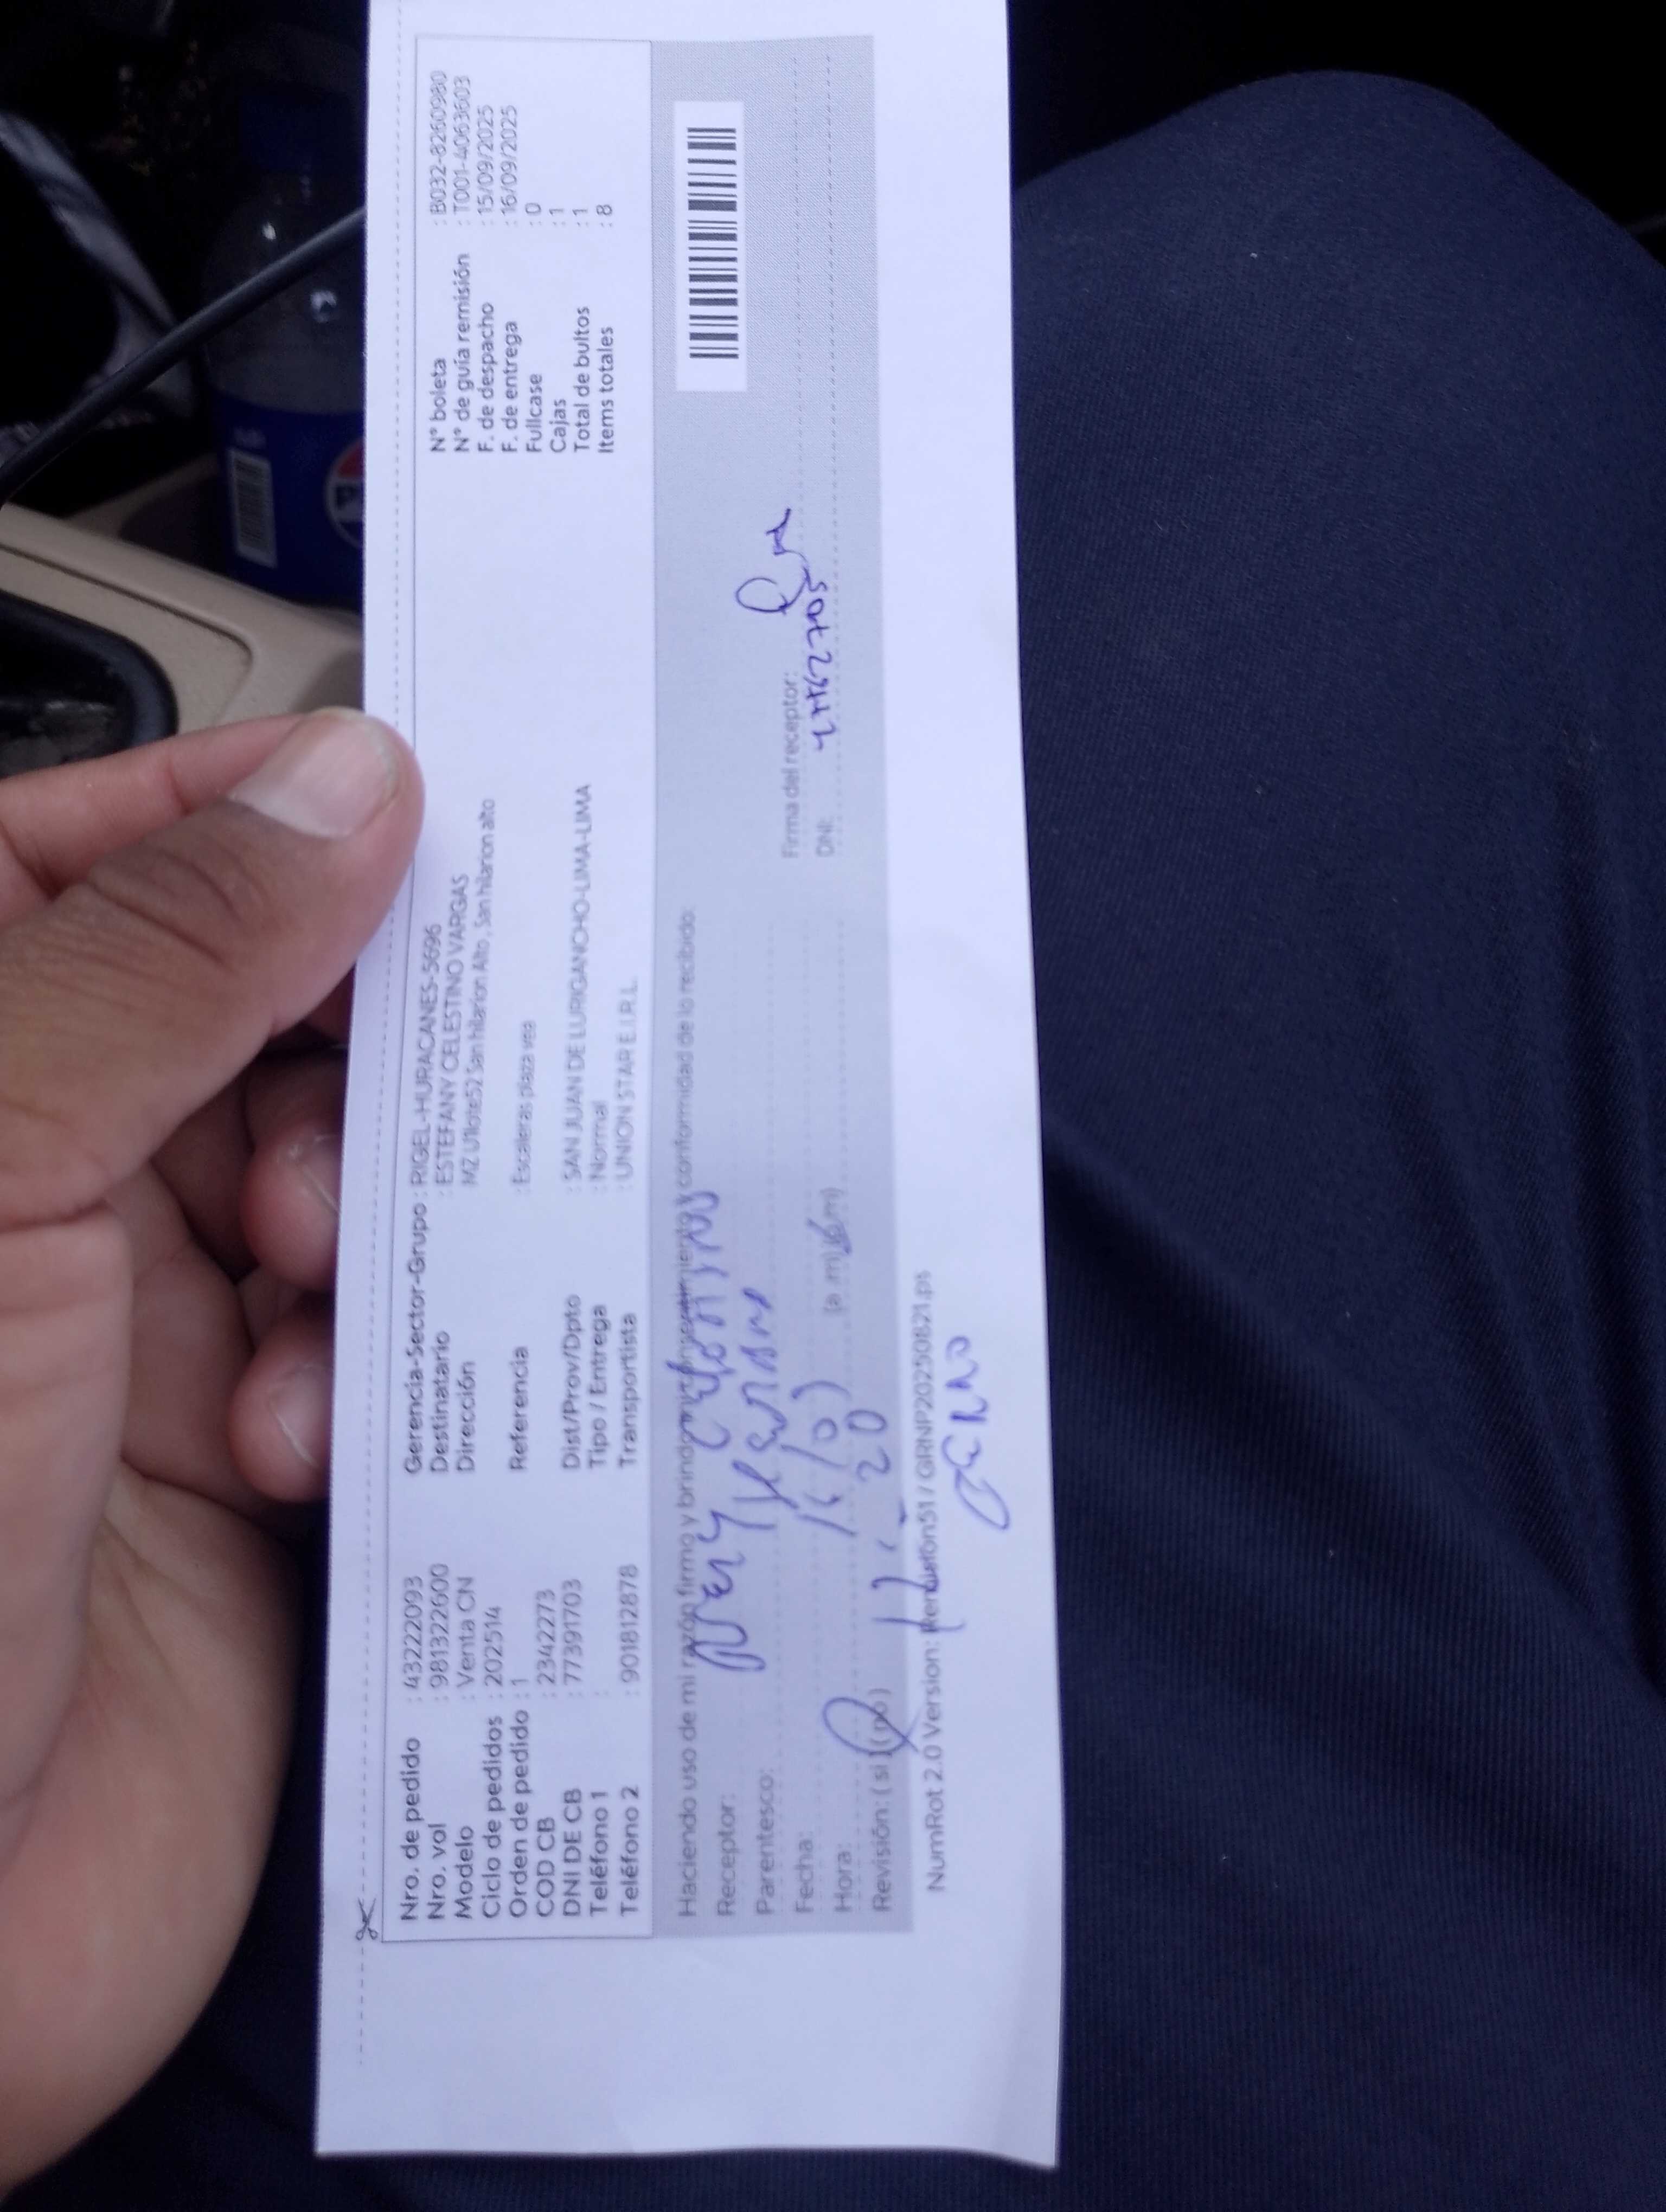 Nro. de pedido : 43222093
Nro. vol : 981322600
Modelo : Venta CN
Ciclo de pedidos : 202514
Orden de pedido : 1
COD CB : 2342273
DNI DE CB : 77391703
Teléfono 1 :
Teléfono 2 : 901812878
Gerencia-Sector-Grupo : RIGEL-HURACANES-5696
Destinatario : ESTEFANY CELESTINO VARGAS
Dirección : MZ U1lote52 San hilarion Alto , San hilarion alto
Referencia : Escaleras plaza vea
Dist/Prov/Dpto : SAN JUAN DE LURIGANCHO-LIMA-LIMA
Tipo / Entrega : Normal
Transportista : UNION STAR E.I.R.L.
N° boleta : B032-8260980
N° de guía remisión : T001-4063603
F. de despacho : 15/09/2025
F. de entrega : 16/09/2025
Fullcase : 0
Cajas : 1
Total de bultos : 1
Items totales : 8
Haciendo uso de mi razón firmo y brindo mi consentimiento y conformidad de lo recibido:
Receptor:
Parentesco:
Fecha:
Hora: 20 (a.m)
Revisión: ( si ) ( no )
Firma del receptor:
DNI:
NumRot 2.0 Version: / GIRNP20250821.ps